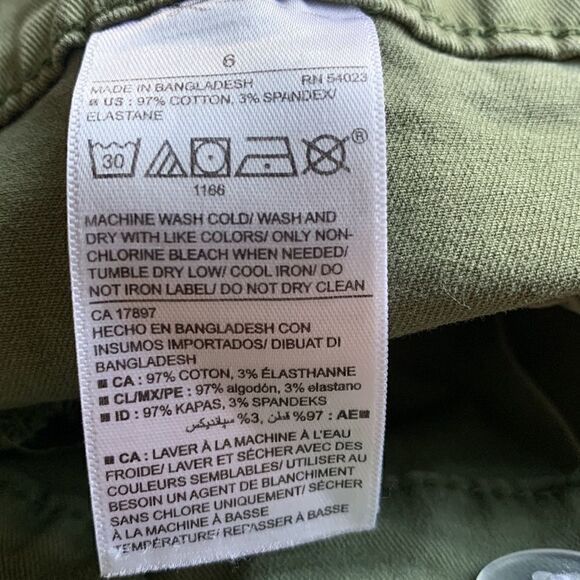 6
MADE IN BANGLADESH RN 54023
US : 97% COTTON, 3% SPANDEX/
ELASTANE
30
®
1166
MACHINE WASH COLD/ WASH AND
DRY WITH LIKE COLORS/ ONLY NON-
CHLORINE BLEACH WHEN NEEDED/
TUMBLE DRY LOW/ COOL IRON/ DO
NOT IRON LABEL/ DO NOT DRY CLEAN
CA 17897
HECHO EN BANGLADESH CON
INSUMOS IMPORTADOS/ DIBUAT DI
BANGLADESH
CA : 97% COTON, 3% ÉLASTHANNE
CL/MX/PE : 97% algodón, 3% elastano
ID : 97% KAPAS, 3% SPANDEKS
AE : 97% قطن, 3% سباندیکس
CA : LAVER À LA MACHINE À L'EAU
FROIDE/ LAVER ET SÉCHER AVEC DES
COULEURS SEMBLABLES/ UTILISER AU
BESOIN UN AGENT DE BLANCHIMENT
SANS CHLORE UNIQUEMENT/ SÉCHER
À LA MACHINE À BASSE
TEMPÉRATURE/ REPASSER À BASSE